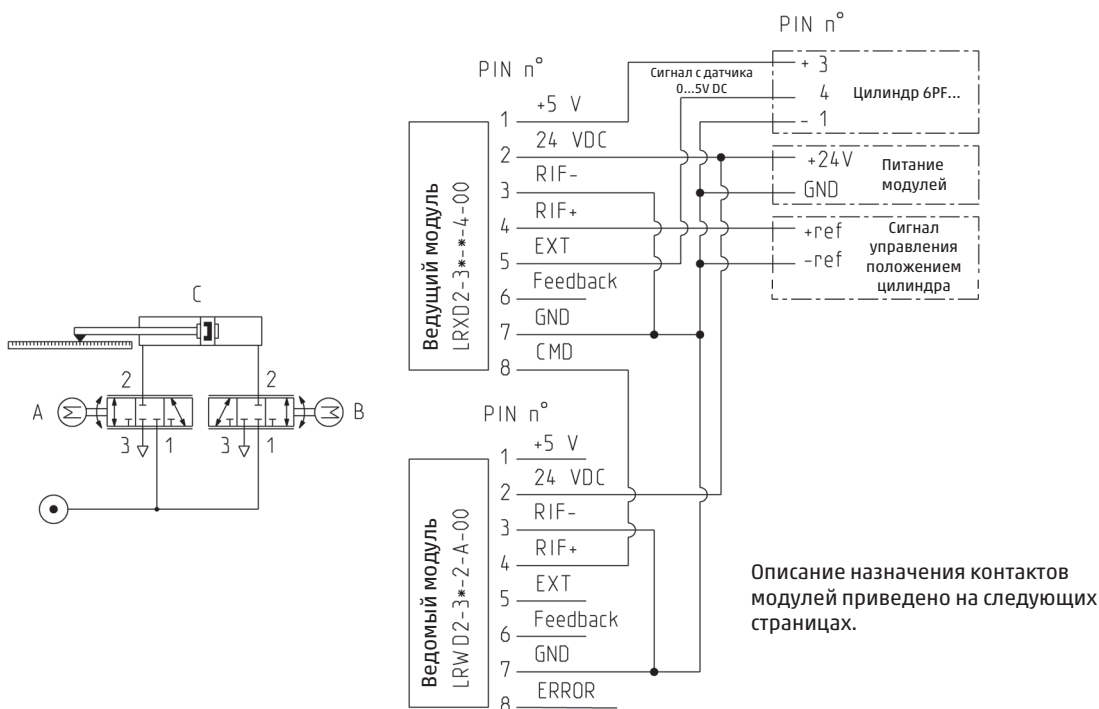 PIN n°
+ 3
4
- 1
Цилиндр 6PF...
Сигнал с датчика
0...5V DC
+24V
GND
Питание
модулей
+ref
-ref
Сигнал
управления
положением
цилиндра
PIN n°
Ведущий модуль
LRXD2-3*-*-4-00
1 +5 V
2 24 VDC
3 RIF-
4 RIF+
5 EXT
6 Feedback
7 GND
8 CMD
C
2
2
A
M
M
B
3
1
3
1
PIN n°
Ведомый модуль
LRWD2-3*-2-A-00
1 +5 V
2 24 VDC
3 RIF-
4 RIF+
5 EXT
6 Feedback
7 GND
8 ERROR
Описание назначения контактов
модулей приведено на следующих
страницах.